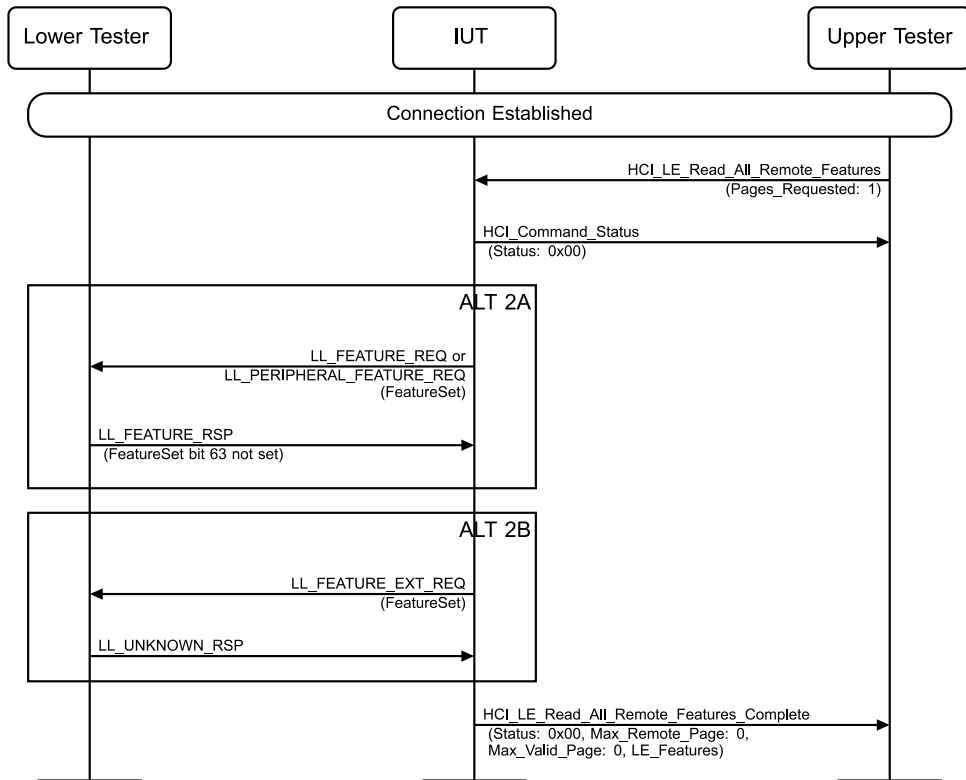 Lower Tester
IUT
Upper Tester
Connection Established
HCI_LE_Read_All_Remote_Features
(Pages_Requested: 1)
HCI_Command_Status
(Status: 0x00)
ALT 2A
LL_FEATURE_REQ or
LL_PERIPHERAL_FEATURE_REQ
(FeatureSet)
LL_FEATURE_RSP
(FeatureSet bit 63 not set)
ALT 2B
LL_FEATURE_EXT_REQ
(FeatureSet)
LL_UNKNOWN_RSP
HCI_LE_Read_All_Remote_Features_Complete
(Status: 0x00, Max_Remote_Page: 0,
Max_Valid_Page: 0, LE_Features)